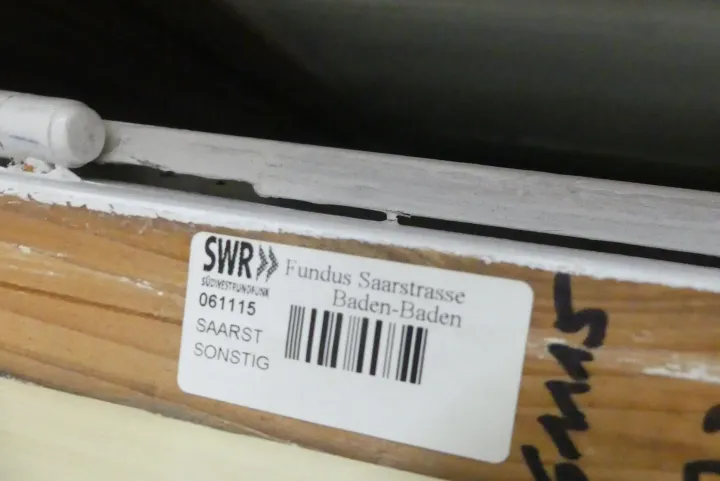 SWR
SÜDWESTRUNDFUNK
Fundus Saarstrasse
Baden-Baden
061115
SAARST
SONSTIG